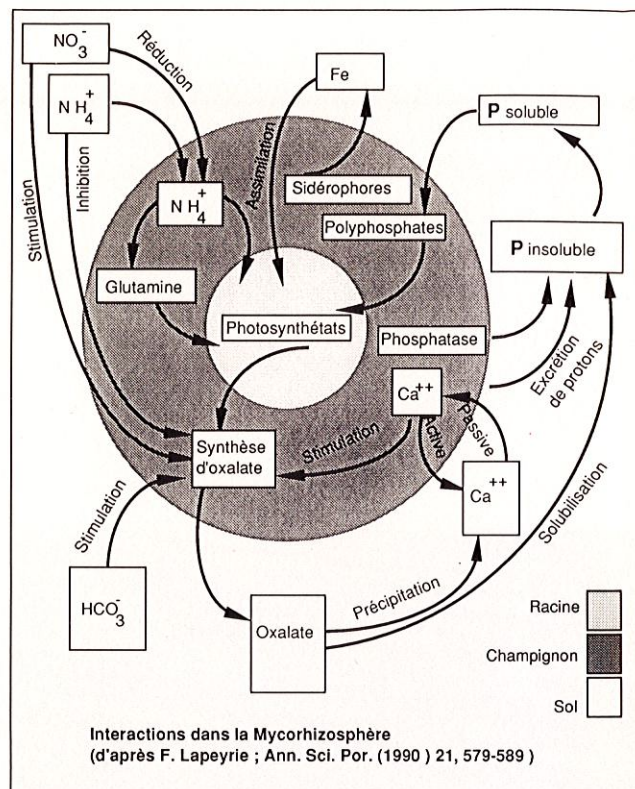 NO3-
Réduction
NH4+
Fe
P soluble
Stimulation
Inhibition
Assimilation
NH4+
Sidérophores
Polyphosphates
P insoluble
Glutamine
Photosynthétats
Phosphatase
Excrétion
de protons
Ca++
Active
Passive
Stimulation
Synthèse
d'oxalate
Ca++
Solubilisation
Stimulation
HCO3-
Précipitation
Oxalate
Racine
Champignon
Sol
Interactions dans la Mycorhizosphère
(d'après F. Lapeyrie ; Ann. Sci. Por. (1990 ) 21, 579-589 )